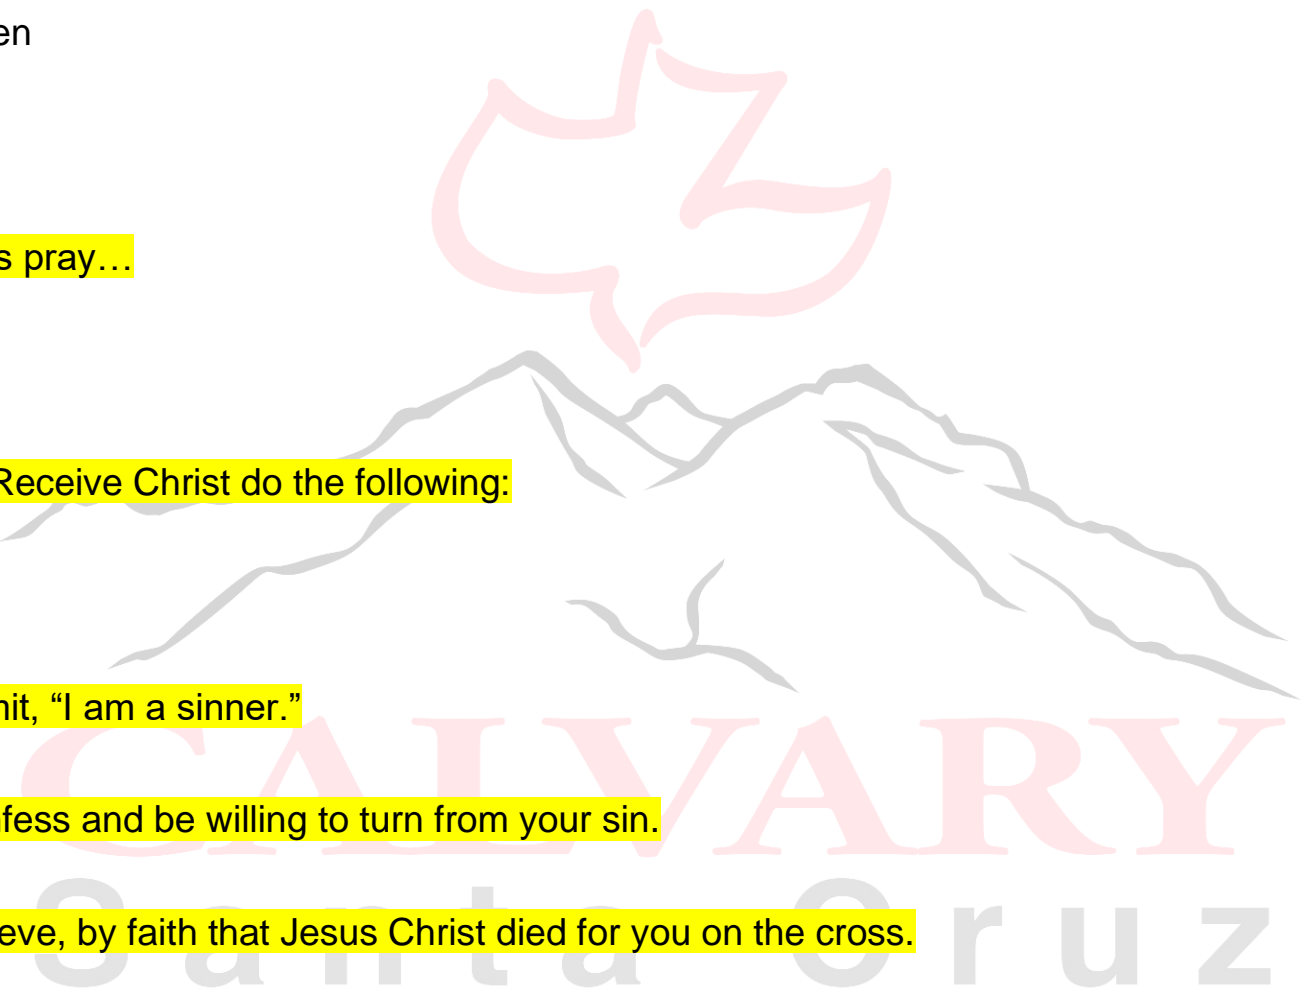 en
s pray…
Receive Christ do the following:
nit, “I am a sinner.”
nfess and be willing to turn from your sin.
eve, by faith that Jesus Christ died for you on the cross.
CALVARY
Santa Cruz